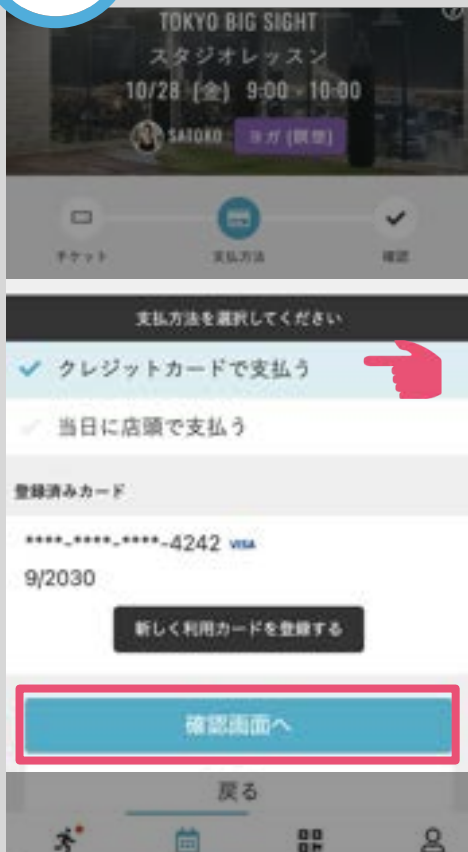 TOKYO BIG SIGHT
スタジオレッスン
10/28 (金) 9:00 - 10:00
SATOKO ヨガ (瞑想)
チケット 支払方法 確認
支払方法を選択してください
クレジットカードで支払う
当日に店頭で支払う
登録済みカード
****-****-****-4242 VISA
9/2030
新しく利用カードを登録する
確認画面へ
戻る